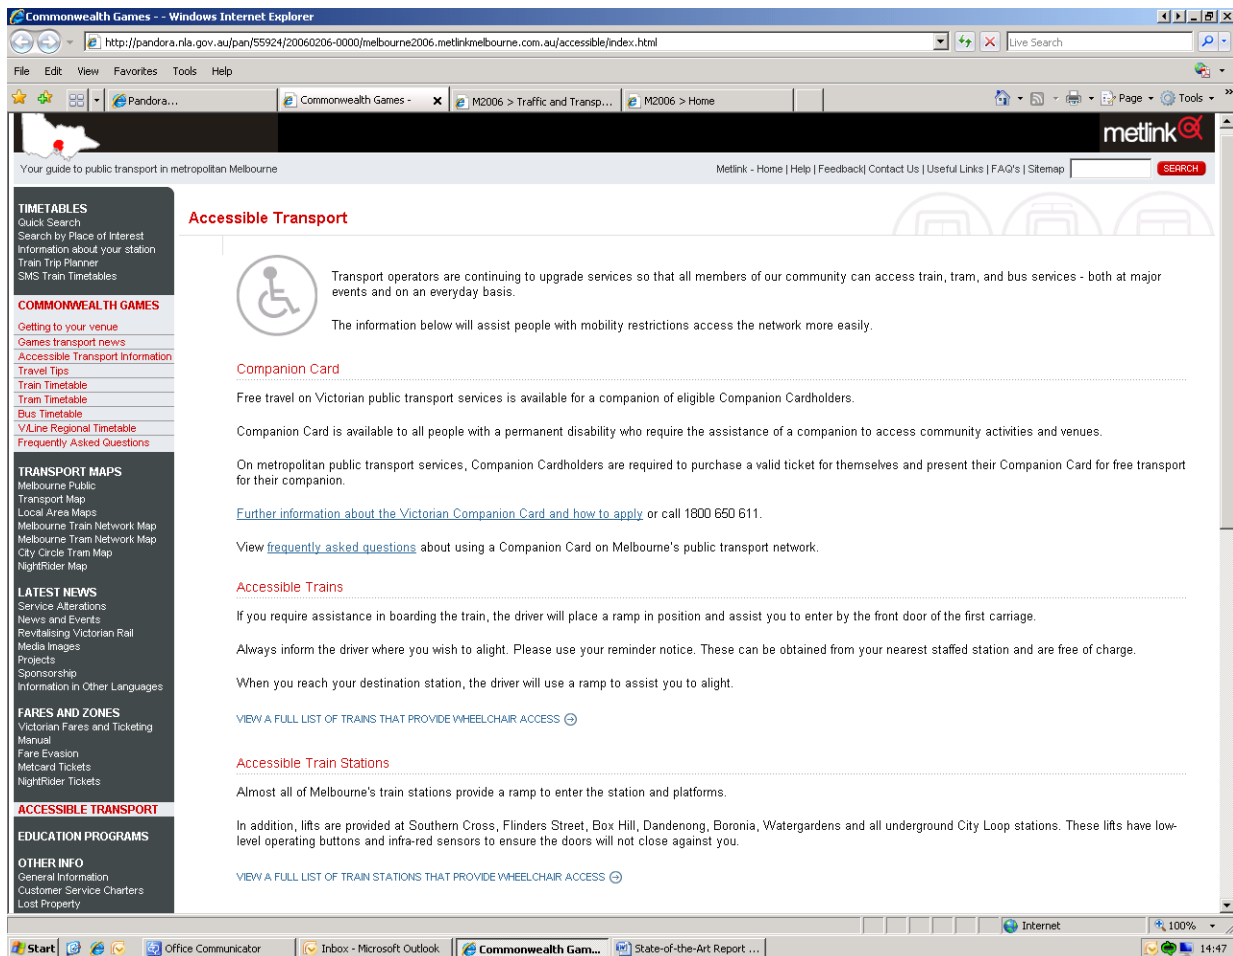 Commonwealth Games - - Windows Internet Explorer
http://pandora.nla.gov.au/pan/55924/20060206-0000/melbourne2006.metlinkmelbourne.com.au/accessible/index.html
Live Search
File Edit View Favorites Tools Help
Pandora...
Commonwealth Games -
M2006 > Traffic and Transp...
M2006 > Home
Page
Tools
metlink
Your guide to public transport in metropolitan Melbourne
Metlink - Home | Help | Feedback| Contact Us | Useful Links | FAQ's | Sitemap
SEARCH
TIMETABLES
Quick Search
Search by Place of Interest
Information about your station
Train Trip Planner
SMS Train Timetables
COMMONWEALTH GAMES
Getting to your venue
Games transport news
Accessible Transport Information
Travel Tips
Train Timetable
Tram Timetable
Bus Timetable
V/Line Regional Timetable
Frequently Asked Questions
TRANSPORT MAPS
Melbourne Public
Transport Map
Local Area Maps
Melbourne Train Network Map
Melbourne Tram Network Map
City Circle Tram Map
NightRider Map
LATEST NEWS
Service Alterations
News and Events
Revitalising Victorian Rail
Media Images
Projects
Sponsorship
Information in Other Languages
FARES AND ZONES
Victorian Fares and Ticketing
Manual
Fare Evasion
Metcard Tickets
NightRider Tickets
ACCESSIBLE TRANSPORT
EDUCATION PROGRAMS
OTHER INFO
General Information
Customer Service Charters
Lost Property
Accessible Transport
Transport operators are continuing to upgrade services so that all members of our community can access train, tram, and bus services - both at major
events and on an everyday basis.
The information below will assist people with mobility restrictions access the network more easily.
Companion Card
Free travel on Victorian public transport services is available for a companion of eligible Companion Cardholders.
Companion Card is available to all people with a permanent disability who require the assistance of a companion to access community activities and venues.
On metropolitan public transport services, Companion Cardholders are required to purchase a valid ticket for themselves and present their Companion Card for free transport
for their companion.
Further information about the Victorian Companion Card and how to apply or call 1800 650 611.
View frequently asked questions about using a Companion Card on Melbourne's public transport network.
Accessible Trains
If you require assistance in boarding the train, the driver will place a ramp in position and assist you to enter by the front door of the first carriage.
Always inform the driver where you wish to alight. Please use your reminder notice. These can be obtained from your nearest staffed station and are free of charge.
When you reach your destination station, the driver will use a ramp to assist you to alight.
VIEW A FULL LIST OF TRAINS THAT PROVIDE WHEELCHAIR ACCESS
Accessible Train Stations
Almost all of Melbourne's train stations provide a ramp to enter the station and platforms.
In addition, lifts are provided at Southern Cross, Flinders Street, Box Hill, Dandenong, Boronia, Watergardens and all underground City Loop stations. These lifts have low-
level operating buttons and infra-red sensors to ensure the doors will not close against you.
VIEW A FULL LIST OF TRAIN STATIONS THAT PROVIDE WHEELCHAIR ACCESS
Internet
100%
Start
Office Communicator
Inbox - Microsoft Outlook
Commonwealth Gam...
State-of-the-Art Report ...
14:47